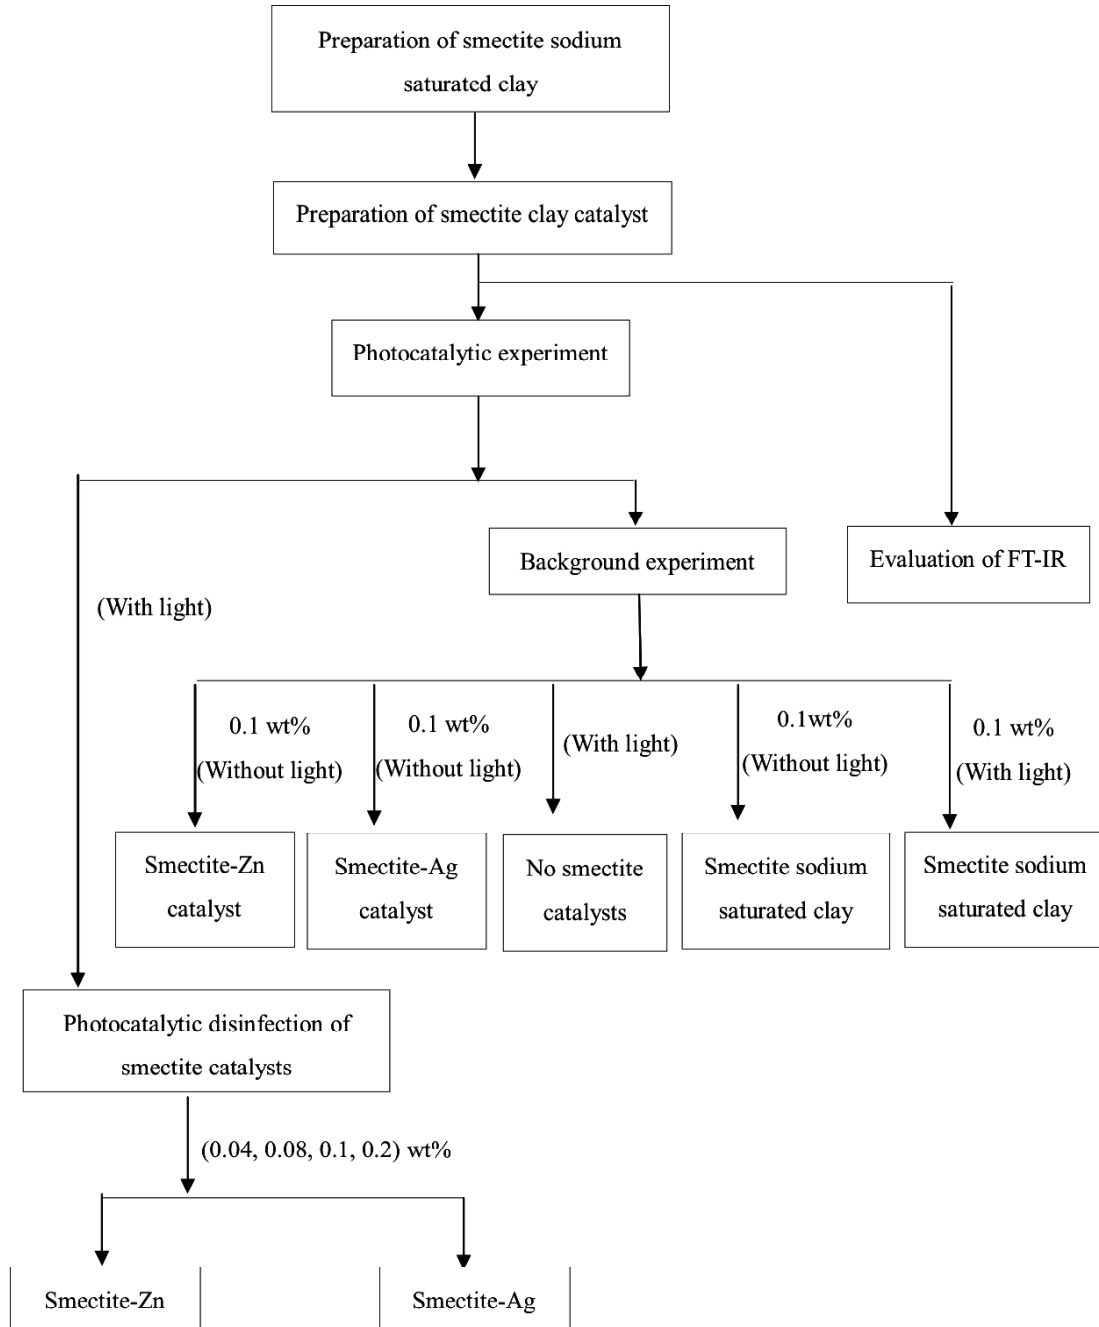 Preparation of smectite sodium
saturated clay
Preparation of smectite clay catalyst
Photocatalytic experiment
Background experiment
Evaluation of FT-IR
(With light)
0.1 wt%
(Without light)
0.1 wt%
(Without light)
(With light)
0.1wt%
(Without light)
0.1 wt%
(With light)
Smectite-Zn
catalyst
Smectite-Ag
catalyst
No smectite
catalysts
Smectite sodium
saturated clay
Smectite sodium
saturated clay
Photocatalytic disinfection of
smectite catalysts
(0.04, 0.08, 0.1, 0.2) wt%
Smectite-Zn
Smectite-Ag